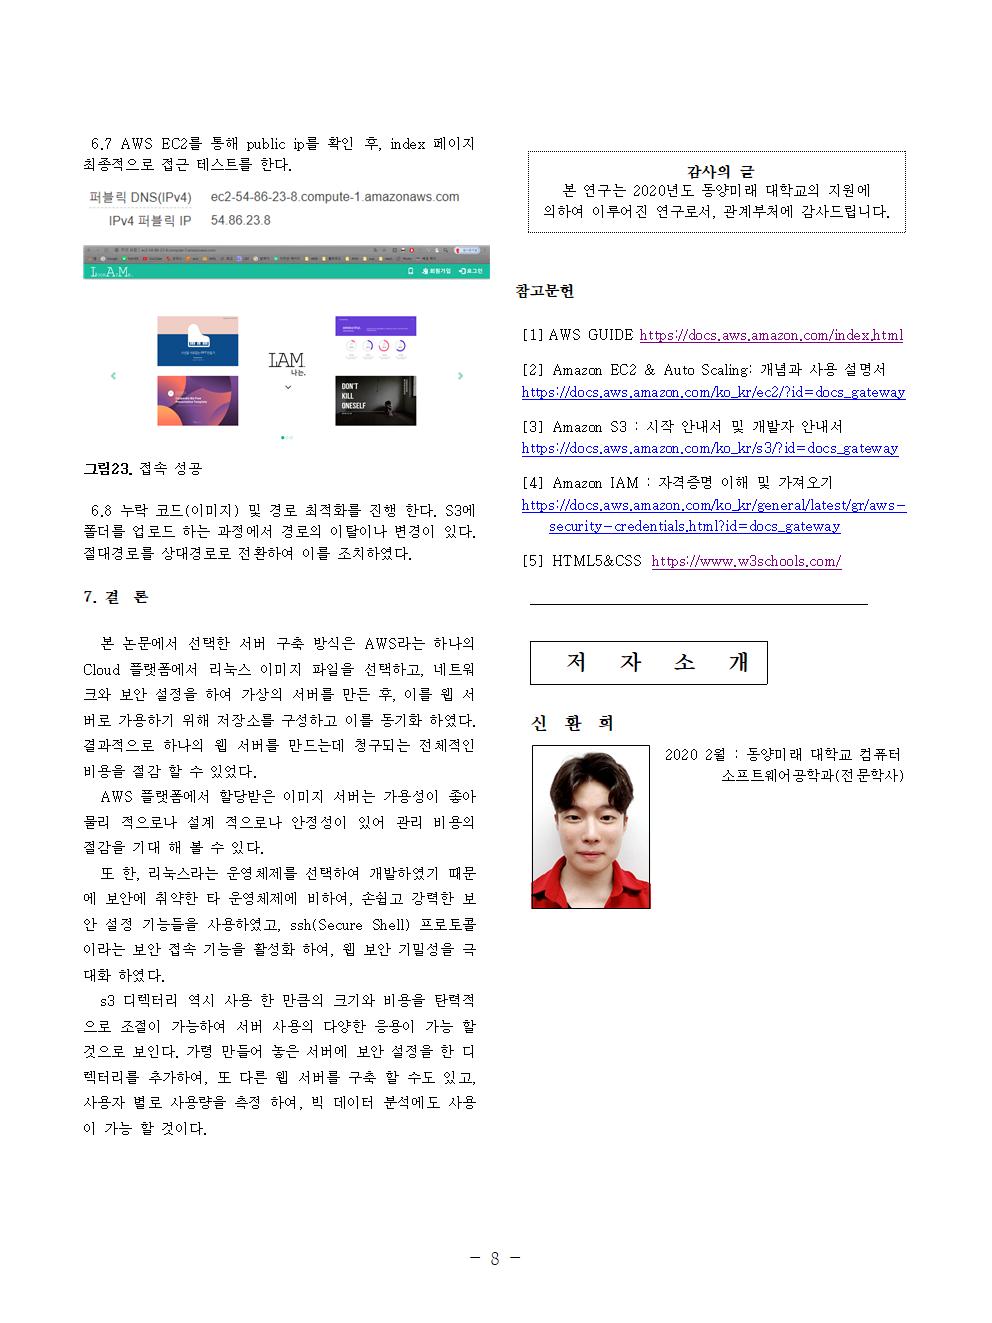 6.7 AWS EC2를 통해 public ip를 확인 후, index 페이지
최종적으로 접근 테스트를 한다.
퍼블릭 DNS(IPv4) ec2-54-86-23-8.compute-1.amazonaws.com
IPv4 퍼블릭 IP 54.86.23.8
회원가입 로그인
I.AM.
나는.
DON'T
KILL
ONESELF
그림23. 접속 성공
6.8 누락 코드(이미지) 및 경로 최적화를 진행 한다. S3에
폴더를 업로드 하는 과정에서 경로의 이탈이나 변경이 있다.
절대경로를 상대경로로 전환하여 이를 조치하였다.
7. 결 론
본 논문에서 선택한 서버 구축 방식은 AWS라는 하나의
Cloud 플랫폼에서 리눅스 이미지 파일을 선택하고, 네트워
크와 보안 설정을 하여 가상의 서버를 만든 후, 이를 웹 서
버로 가용하기 위해 저장소를 구성하고 이를 동기화 하였다.
결과적으로 하나의 웹 서버를 만드는데 청구되는 전체적인
비용을 절감 할 수 있었다.
AWS 플랫폼에서 할당받은 이미지 서버는 가용성이 좋아
물리 적으로나 설계 적으로나 안정성이 있어 관리 비용의
절감을 기대 해 볼 수 있다.
또 한, 리눅스라는 운영체제를 선택하여 개발하였기 때문
에 보안에 취약한 타 운영체제에 비하여, 손쉽고 강력한 보
안 설정 기능들을 사용하였고, ssh(Secure Shell) 프로토콜
이라는 보안 접속 기능을 활성화 하여, 웹 보안 기밀성을 극
대화 하였다.
s3 디렉터리 역시 사용 한 만큼의 크기와 비용을 탄력적
으로 조절이 가능하여 서버 사용의 다양한 응용이 가능 할
것으로 보인다. 가령 만들어 놓은 서버에 보안 설정을 한 디
렉터리를 추가하여, 또 다른 웹 서버를 구축 할 수도 있고,
사용자 별로 사용량을 측정 하여, 빅 데이터 분석에도 사용
이 가능 할 것이다.
감사의 글
본 연구는 2020년도 동양미래 대학교의 지원에
의하여 이루어진 연구로서, 관계부처에 감사드립니다.
참고문헌
[1] AWS GUIDE https://docs.aws.amazon.com/index.html
[2] Amazon EC2 & Auto Scaling: 개념과 사용 설명서
https://docs.aws.amazon.com/ko_kr/ec2/?id=docs_gateway
[3] Amazon S3 : 시작 안내서 및 개발자 안내서
https://docs.aws.amazon.com/ko_kr/s3/?id=docs_gateway
[4] Amazon IAM : 자격증명 이해 및 가져오기
https://docs.aws.amazon.com/ko_kr/general/latest/gr/aws-
security-credentials.html?id=docs_gateway
[5] HTML5&CSS https://www.w3schools.com/
저 자 소 개
신 환 희
2020 2월 : 동양미래 대학교 컴퓨터
소프트웨어공학과(전문학사)
- 8 -